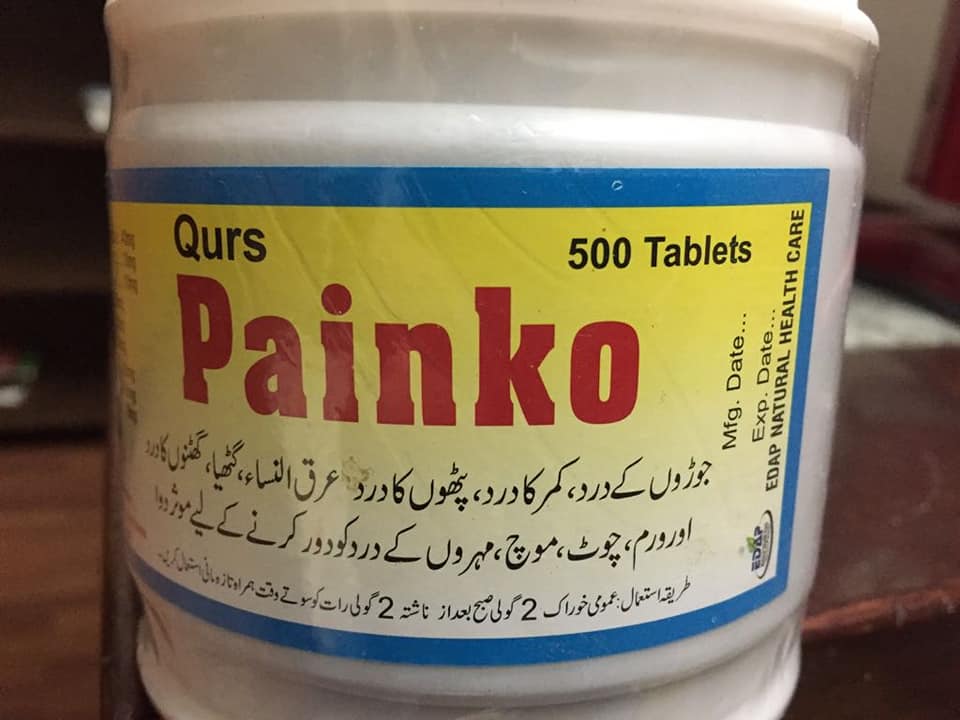 Qurs
500 Tablets
Painko
جوڑوں کے درد، کمر کا درد، پٹھوں کا درد، عرق النساء، گٹھیا، گھٹنوں کا درد
اور ورم، چوٹ، موچ، مہروں کے درد کو دور کرنے کے لیے موثر دوا
طریقہ استعمال: عمومی خوراک 2 گولی صبح بعد از ناشتہ 2 گولی رات کو سوتے وقت ہمراہ تازہ پانی استعمال کریں۔
Mfg. Date...
Exp. Date...
EDAP NATURAL HEALTH CARE
EDAP